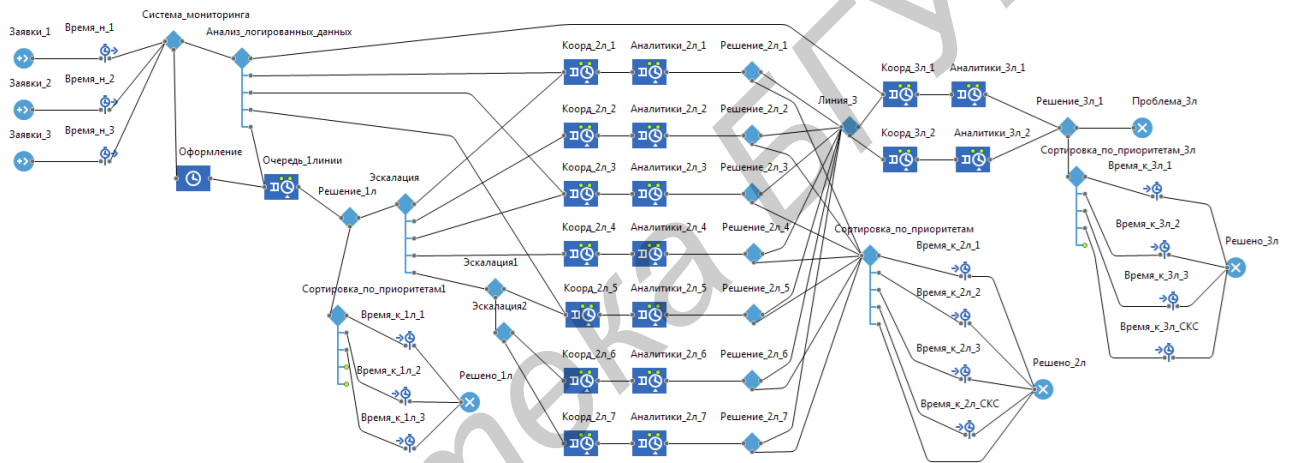 Заявки_1
Время_н_1
Система_мониторинга
Анализ_логированных_данных
Заявки_2
Время_н_2
Заявки_3
Время_н_3
Оформление
Очередь_1линии
Решение_1л
Эскалация
Эскалация1
Эскалация2
Сортировка_по_приоритетам1
Время_к_1л_1
Время_к_1л_2
Время_к_1л_3
Решено_1л
Коорд_2л_1
Аналитики_2л_1
Решение_2л_1
Коорд_2л_2
Аналитики_2л_2
Решение_2л_2
Коорд_2л_3
Аналитики_2л_3
Решение_2л_3
Коорд_2л_4
Аналитики_2л_4
Решение_2л_4
Коорд_2л_5
Аналитики_2л_5
Решение_2л_5
Коорд_2л_6
Аналитики_2л_6
Решение_2л_6
Коорд_2л_7
Аналитики_2л_7
Решение_2л_7
Линия_3
Коорд_3л_1
Аналитики_3л_1
Коорд_3л_2
Аналитики_3л_2
Решение_3л_1
Проблема_3л
Сортировка_по_приоритетам_3л
Время_к_3л_1
Время_к_3л_2
Время_к_3л_3
Время_к_3л_СКС
Решено_3л
Сортировка_по_приоритетам
Время_к_2л_1
Время_к_2л_2
Время_к_2л_3
Время_к_2л_СКС
Решено_2л